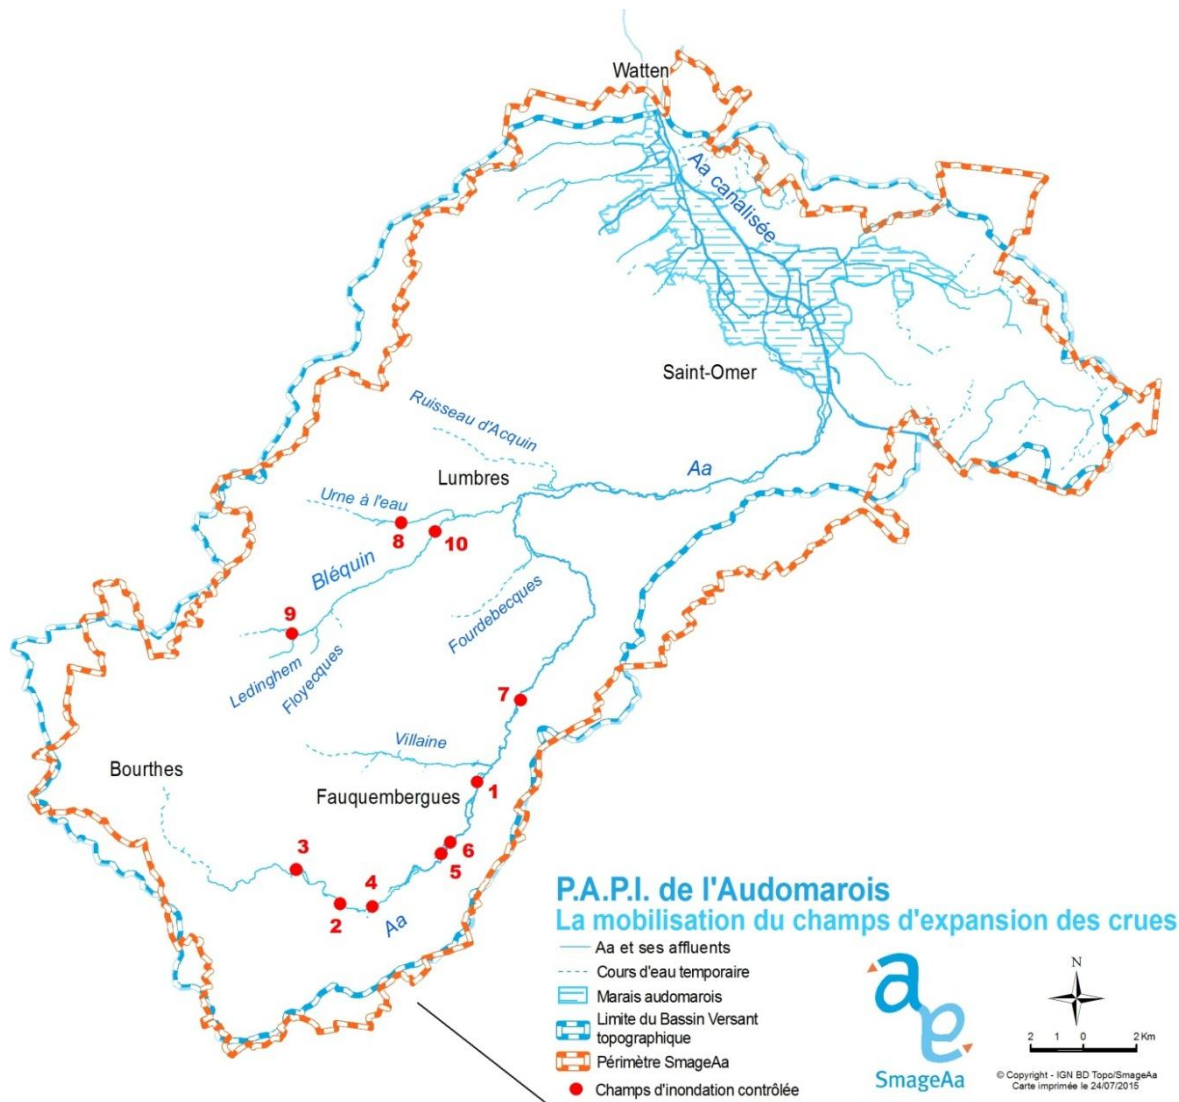 Watten
Aa canalisée
Saint-Omer
Ruisseau d'Acquin
Aa
Lumbres
Urne à l'eau
8
10
Bléquin
Fourdebecques
9
Ledinghem
Floyecques
7
Villaine
Bourthes
1
Fauquembergues
3
6
5
4
2
Aa
P.A.P.I. de l'Audomarois
La mobilisation du champs d'expansion des crues
Aa et ses affluents
Cours d'eau temporaire
Marais audomarois
Limite du Bassin Versant
topographique
Périmètre SmageAa
Champs d'inondation contrôlée
ae
SmageAa
N
2 1 0 2 Km
© Copyright - IGN BD Topo/SmageAa
Carte imprimée le 24/07/2015